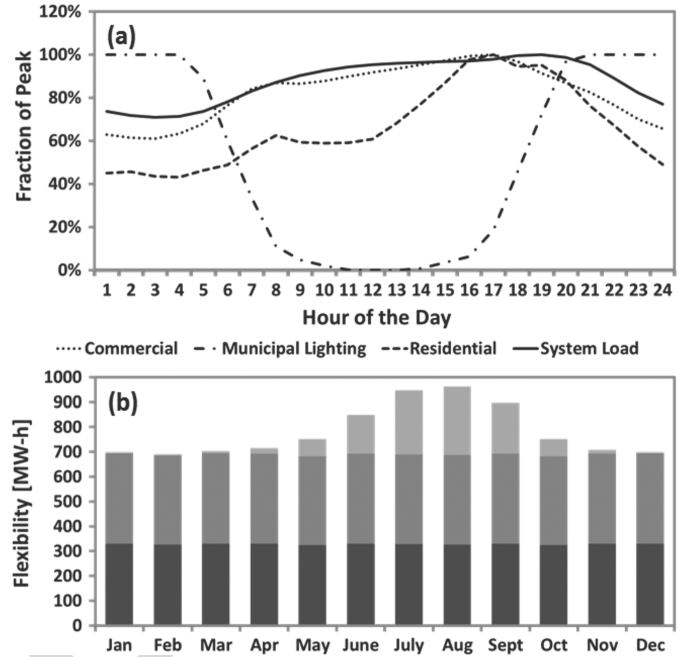 120%
(a)
100%
80%
60%
40%
20%
0%
Fraction of Peak
1 2 3 4 5 6 7 8 9 10 11 12 13 14 15 16 17 18 19 20 21 22 23 24
Hour of the Day
Commercial Municipal Lighting Residential System Load
1000
(b)
900
800
700
600
500
400
300
200
100
0
Flexibility [MW-h]
Jan Feb Mar Apr May June July Aug Sept Oct Nov Dec